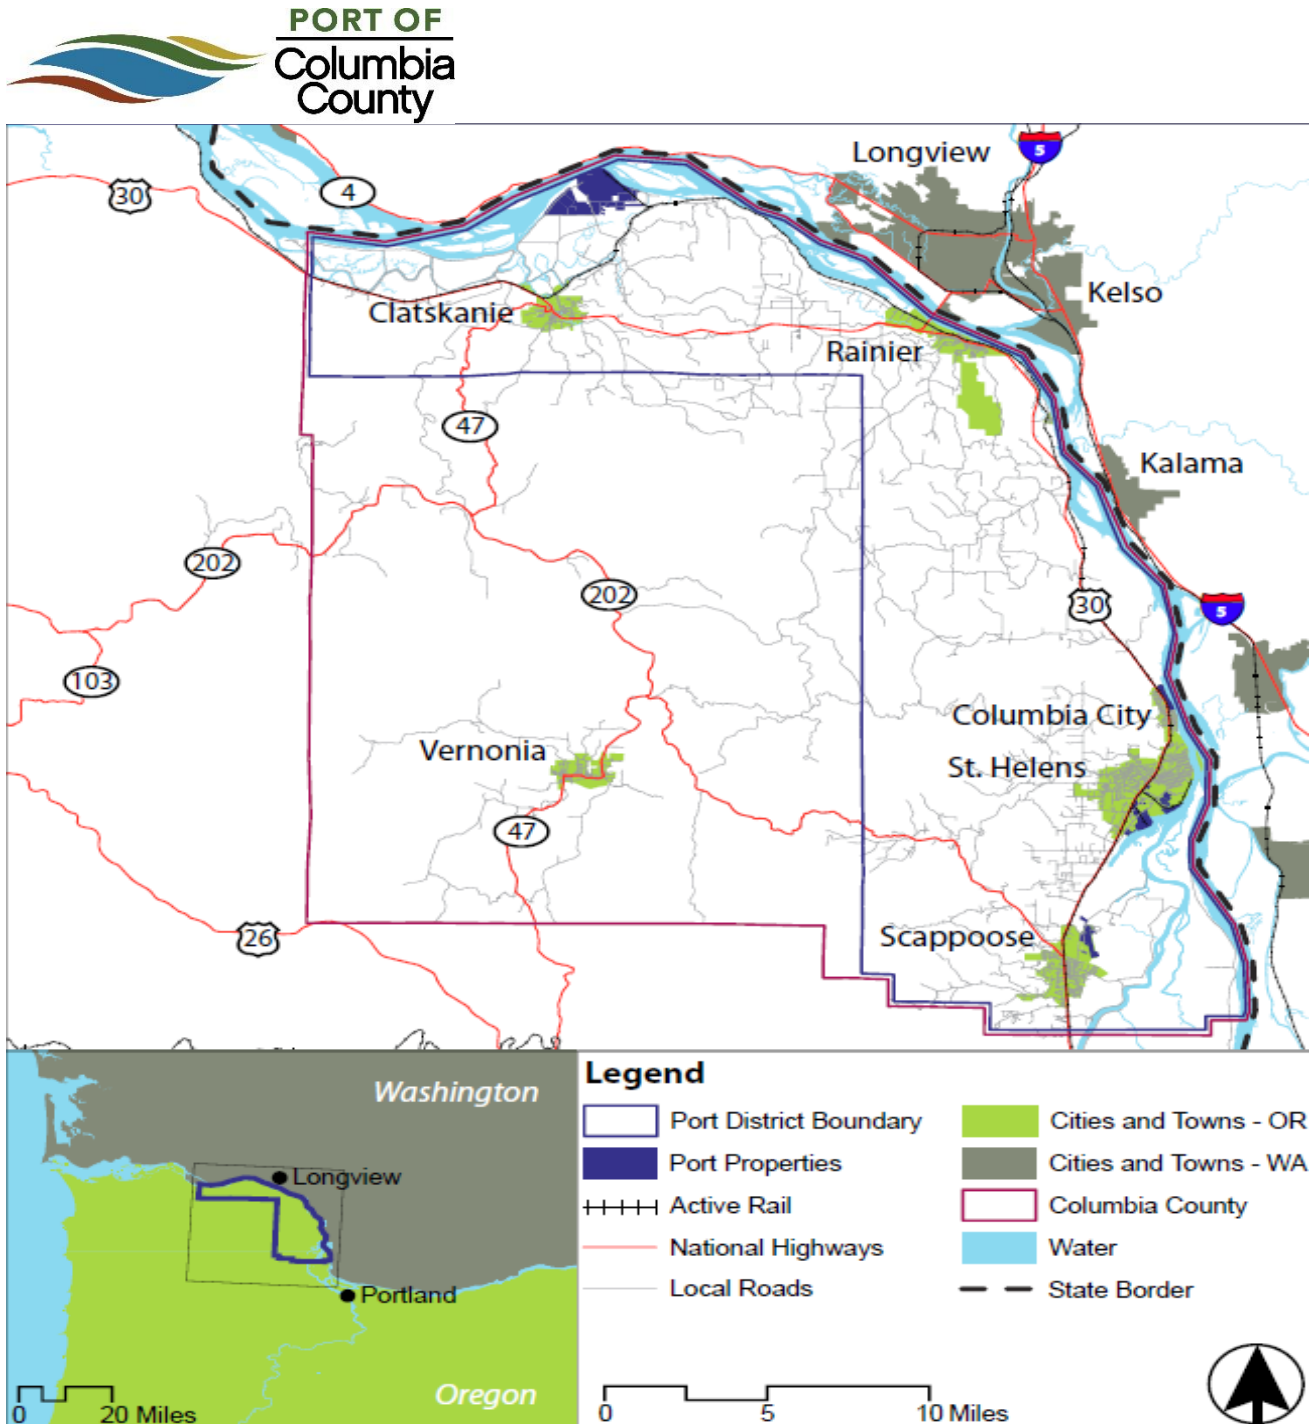 PORT OF
Columbia
County
Longview
5
30
4
Kelso
Clatskanie
Rainier
47
Kalama
202
202
30
5
103
Columbia City
Vernonia
St. Helens
47
26
Scappoose
Washington
Longview
Portland
Oregon
0 20 Miles
Legend
Port District Boundary
Port Properties
Active Rail
National Highways
Local Roads
Cities and Towns - OR
Cities and Towns - WA
Columbia County
Water
State Border
0 5 10 Miles